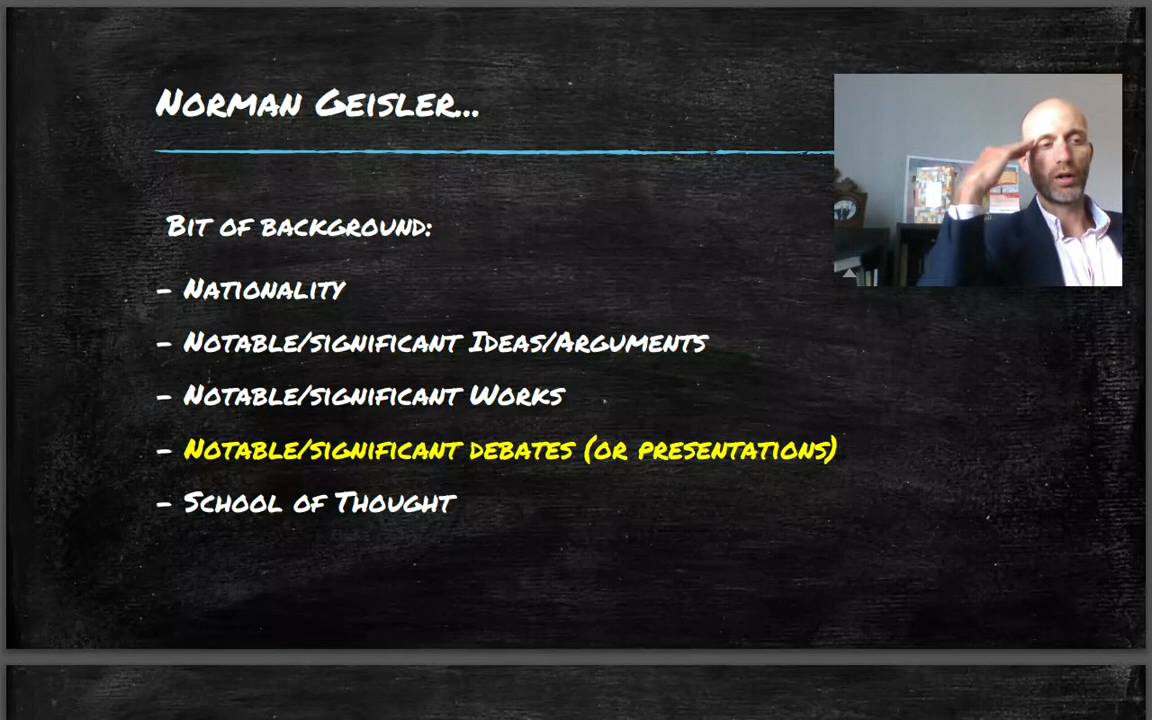 Norman Geisler...
Bit of background:
- Nationality
- Notable/significant Ideas/Arguments
- Notable/significant Works
- Notable/significant debates (or presentations)
- School of Thought